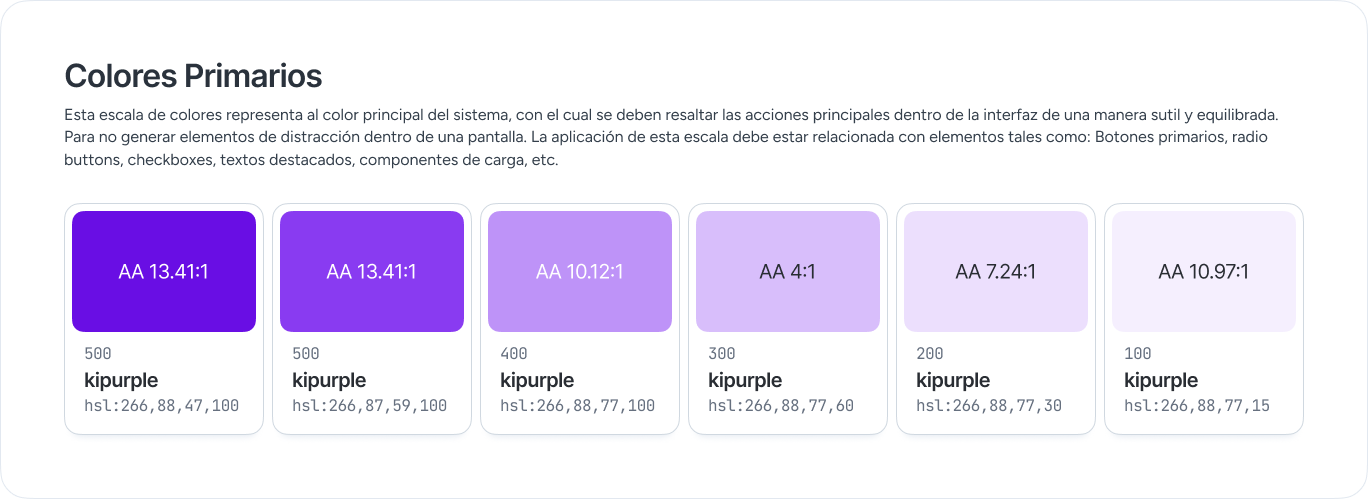 Colores Primarios
Esta escala de colores representa al color principal del sistema, con el cual se deben resaltar las acciones principales dentro de la interfaz de una manera sutil y equilibrada.
Para no generar elementos de distracción dentro de una pantalla. La aplicación de esta escala debe estar relacionada con elementos tales como: Botones primarios, radio
buttons, checkboxes, textos destacados, componentes de carga, etc.
AA 13.41:1
500
kipurple
hsl:266,88,47,100
AA 13.41:1
500
kipurple
hsl:266,87,59,100
AA 10.12:1
400
kipurple
hsl:266,88,77,100
AA 4:1
300
kipurple
hsl:266,88,77,60
AA 7.24:1
200
kipurple
hsl:266,88,77,30
AA 10.97:1
100
kipurple
hsl:266,88,77,15